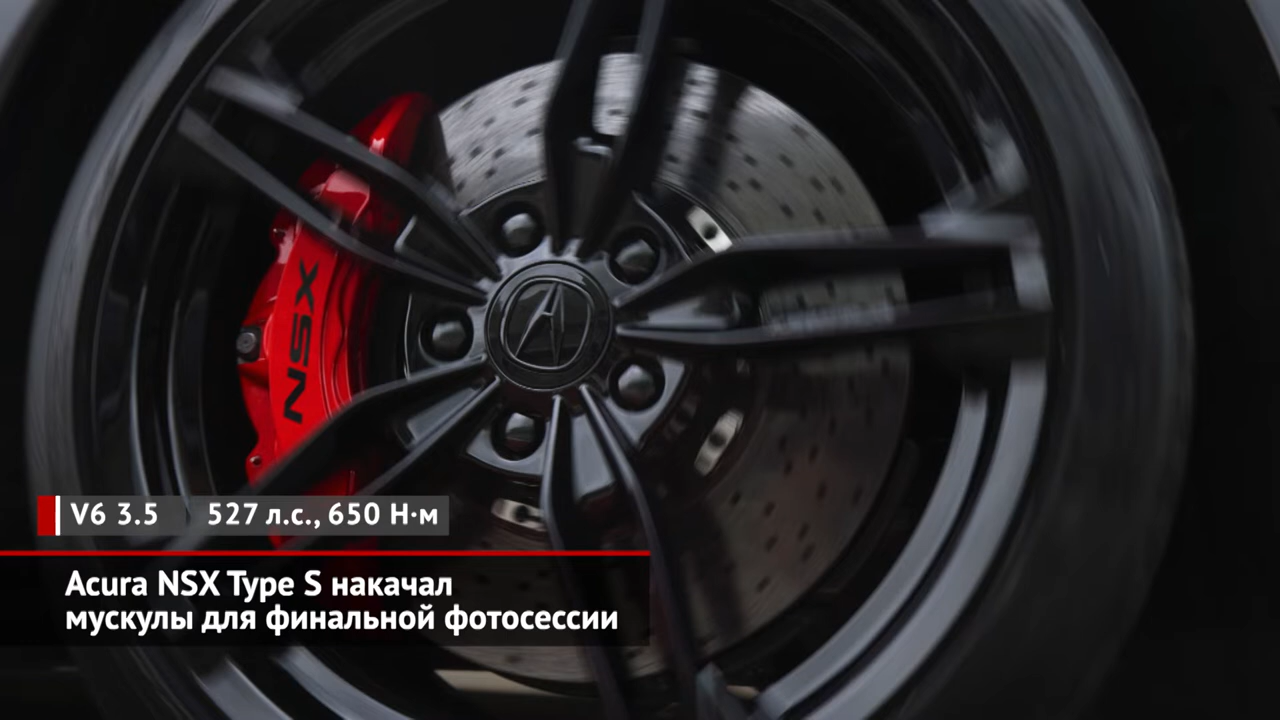 NSX
V6 3.5 527 л.с., 650 Н·м
Acura NSX Type S накачал
мускулы для финальной фотосессии